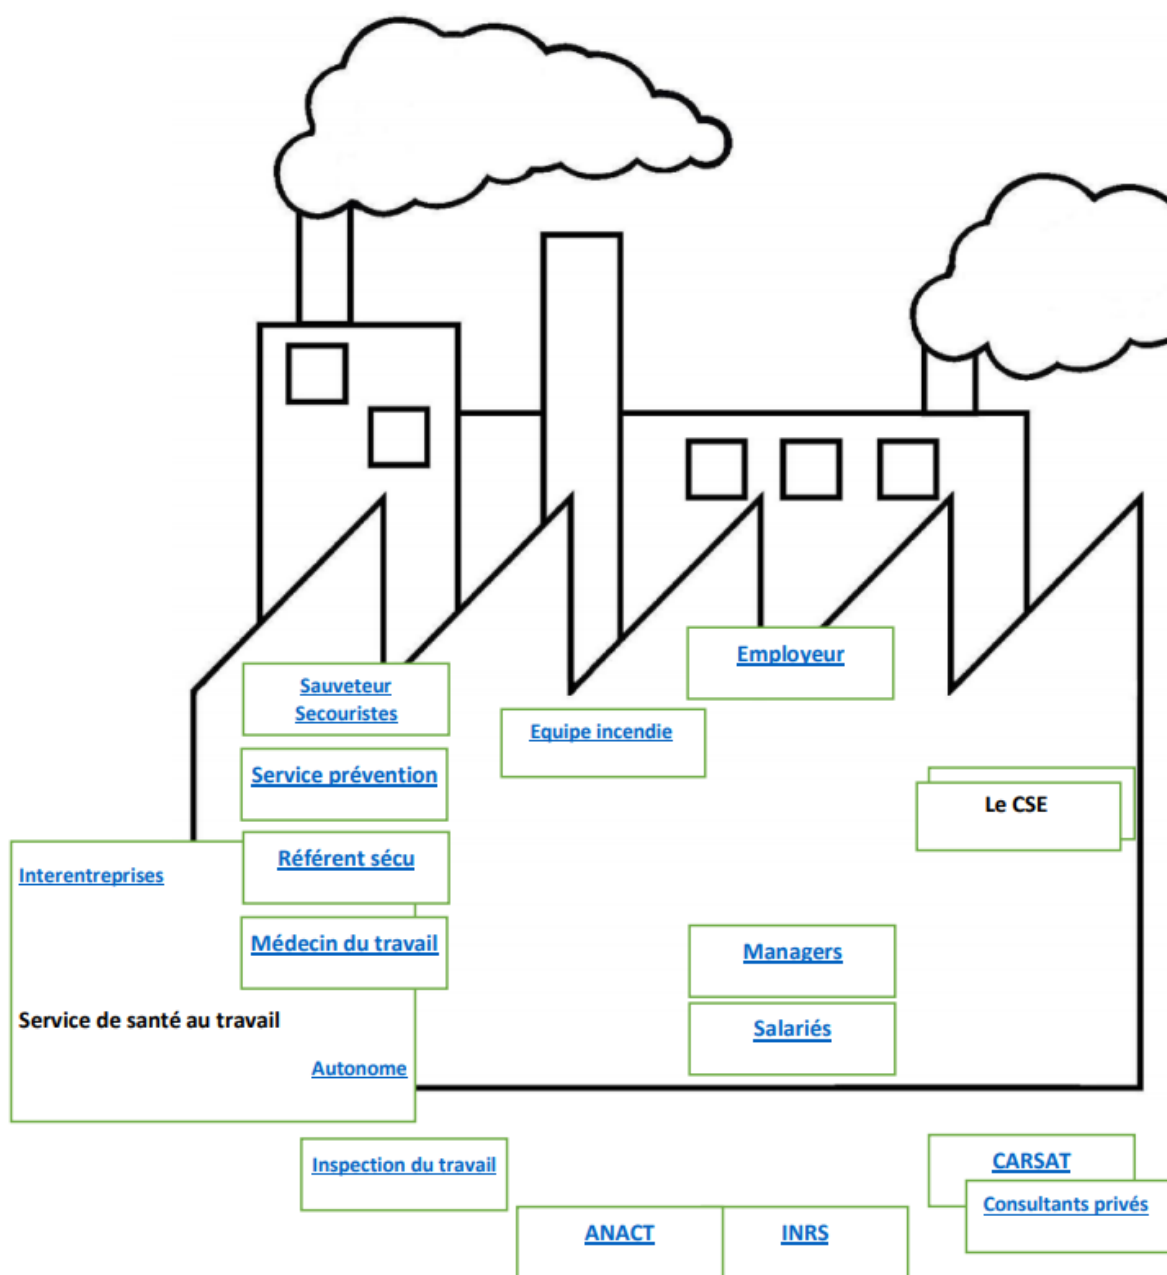 Employeur
Sauveteur
Secouristes
Equipe incendie
Service prévention
Le CSE
Référent sécu
Interentreprises
Médecin du travail
Managers
Service de santé au travail
Salariés
Autonome
Inspection du travail
CARSAT
Consultants privés
ANACT
INRS